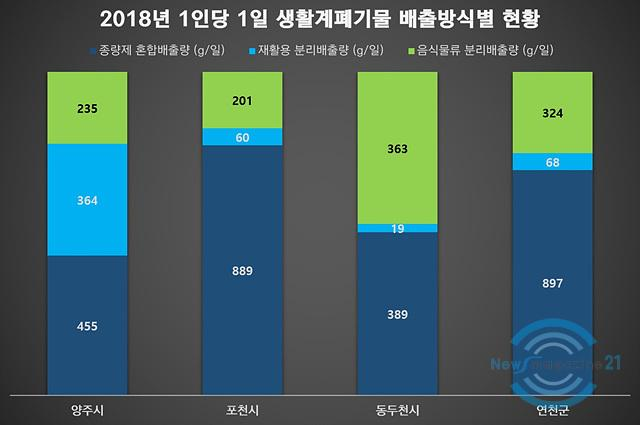 2018년 1인당 1일 생활계폐기물 배출방식별 현황
종량제 혼합배출량 (g/일) 재활용 분리배출량 (g/일) 음식물류 분리배출량 (g/일)
235 201 363 324
364 60 19 68
455 889 389 897
양주시 포천시 동두천시 연천군
21